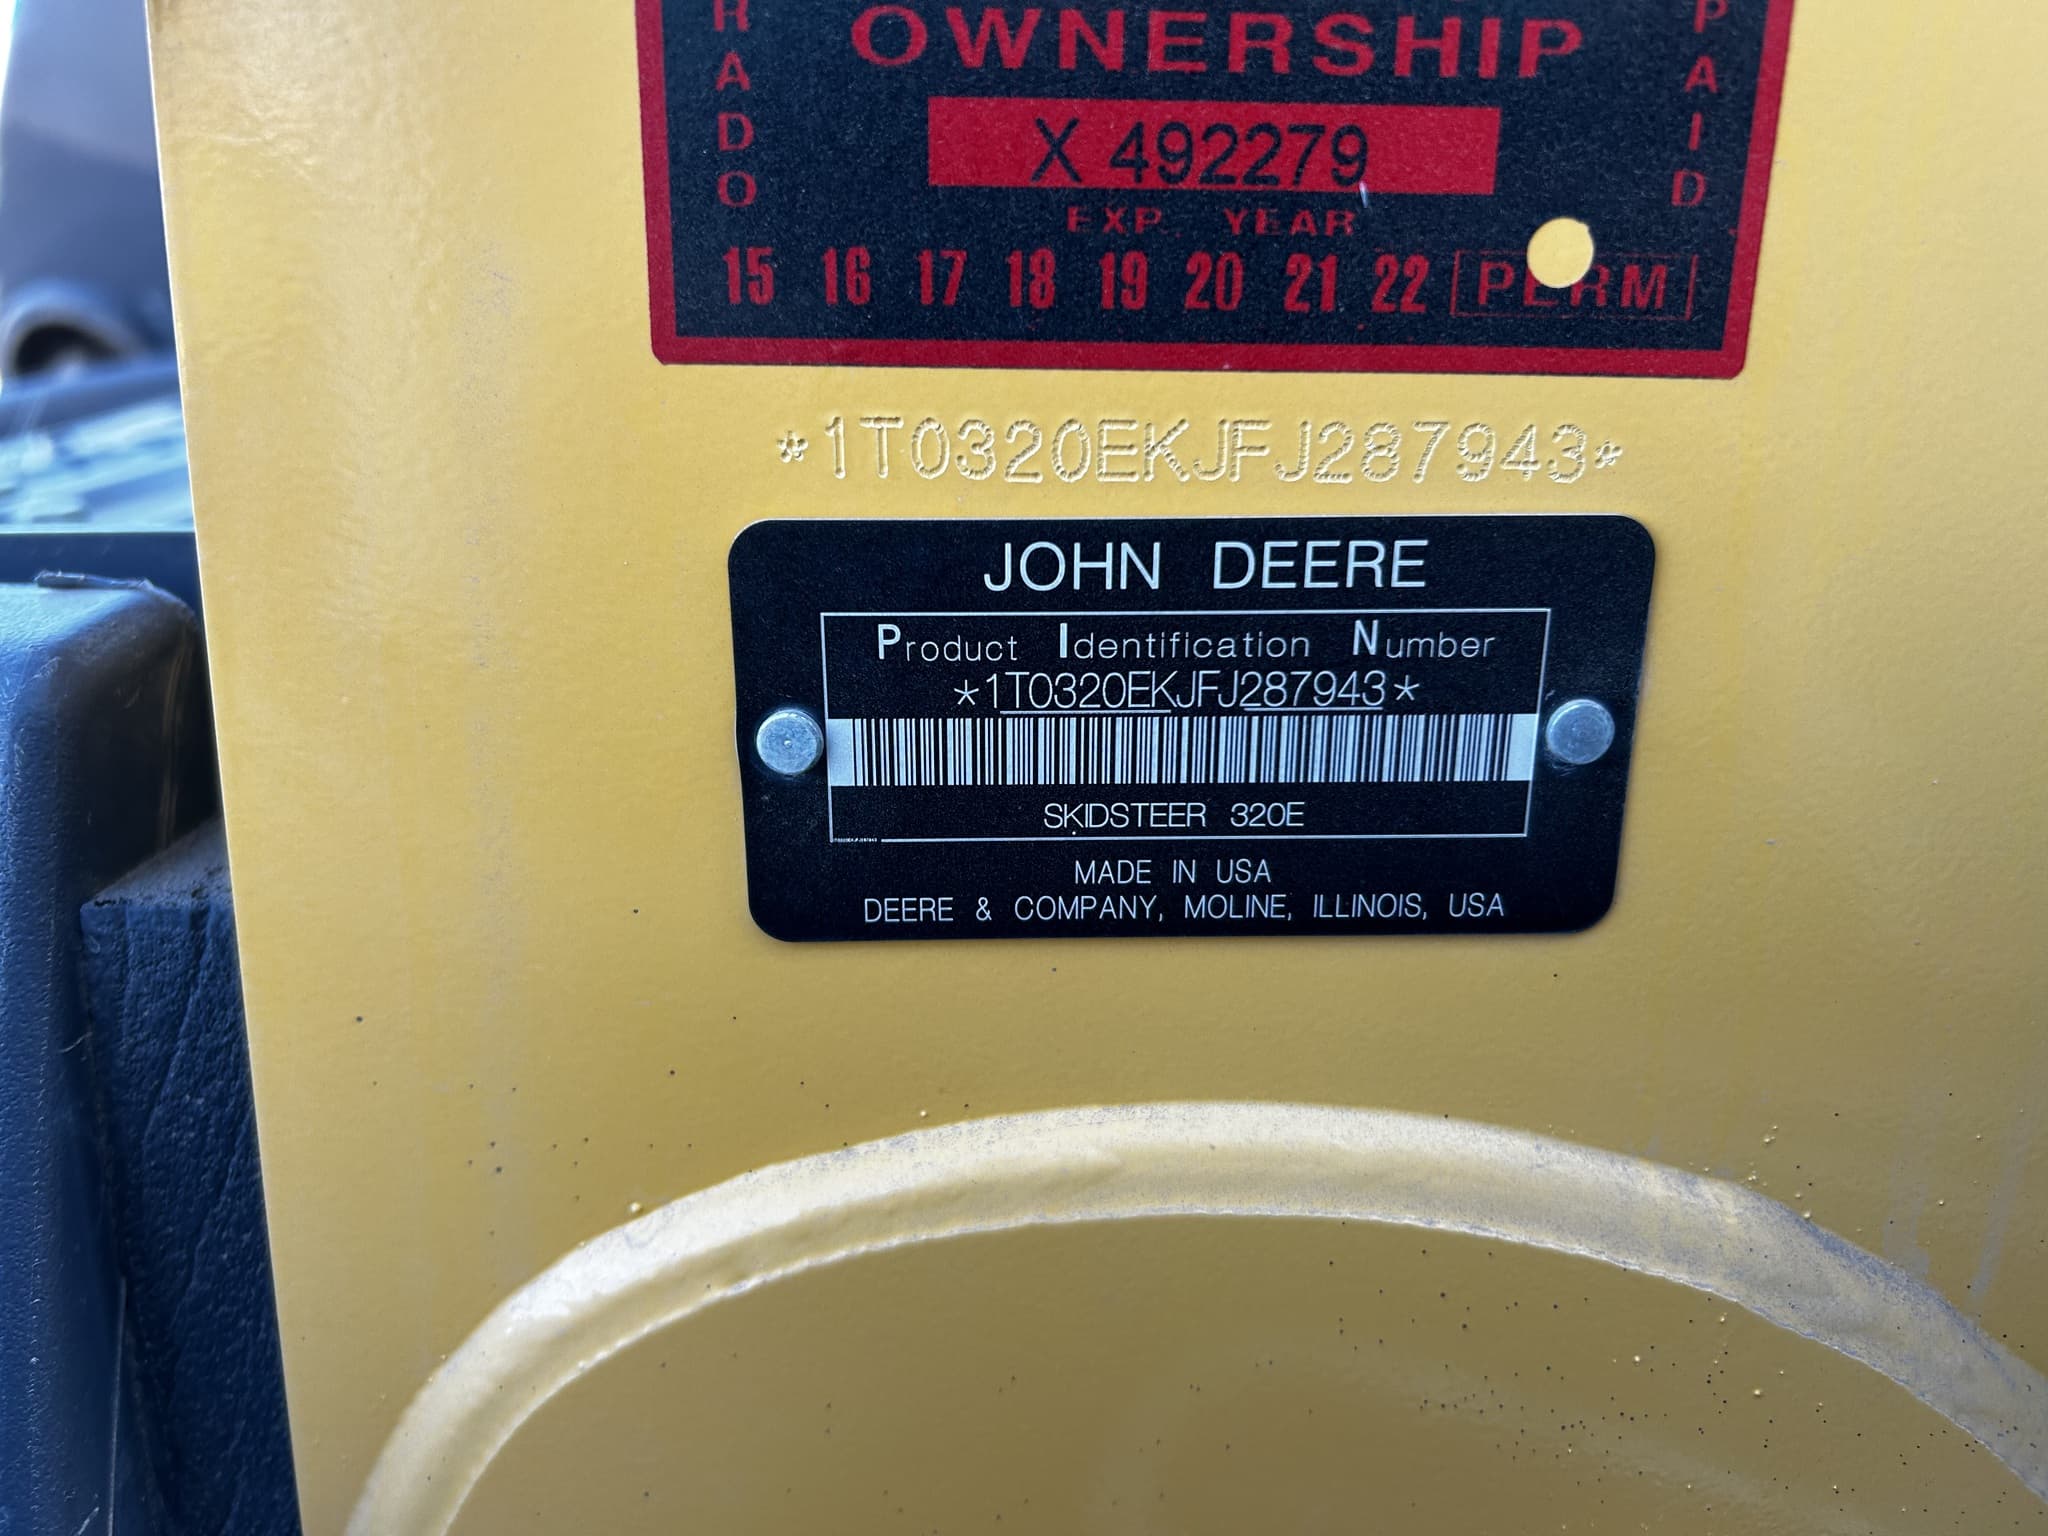 OWNERSHIP
RADO
PAID
X 492279
EXP. YEAR
15 16 17 18 19 20 21 22 PERM
*1T0320EKJFJ287943*
JOHN DEERE
Product Identification Number
*1T0320EKJFJ287943*
SKIDSTEER 320E
MADE IN USA
DEERE & COMPANY, MOLINE, ILLINOIS, USA